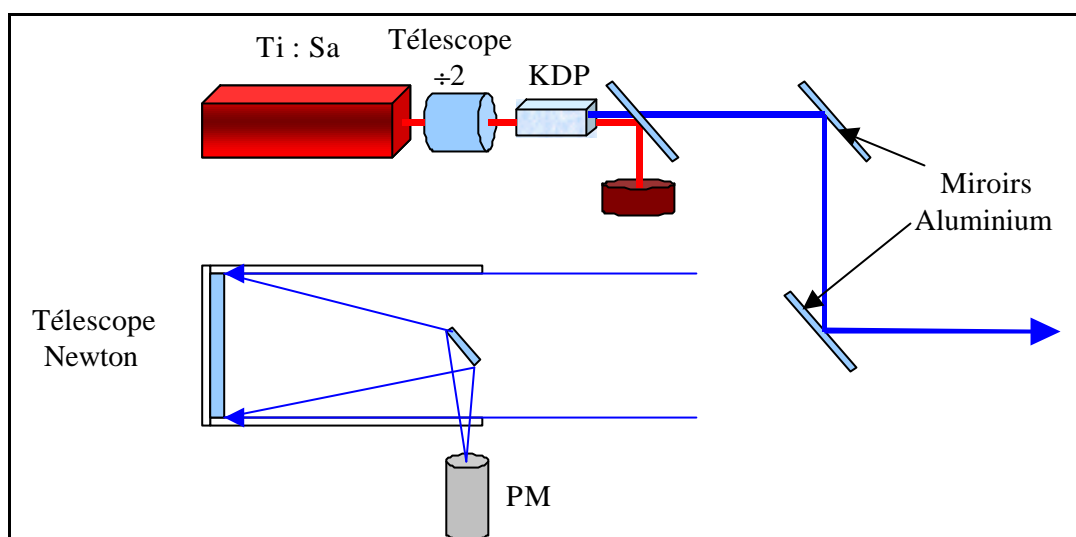 Ti : Sa
Télescope
÷2
KDP
Miroirs
Aluminium
Télescope
Newton
PM